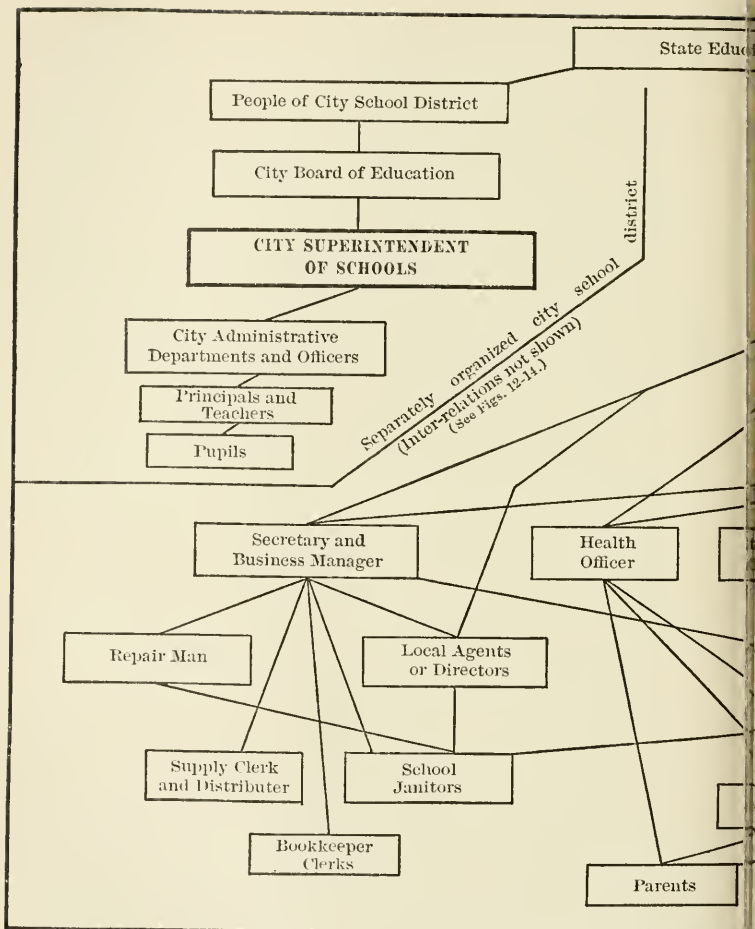 State Educ
People of City School District
City Board of Education
CITY SUPERINTENDENT
OF SCHOOLS
City Administrative
Departments and Officers
Principals and
Teachers
Pupils
Separately organized city school district
(Inter-relations not shown)
(See Figs. 12-14.)
Secretary and
Business Manager
Health
Officer
Repair Man
Local Agents
or Directors
Supply Clerk
and Distributer
School
Janitors
Bookkeeper
Clerks
Parents